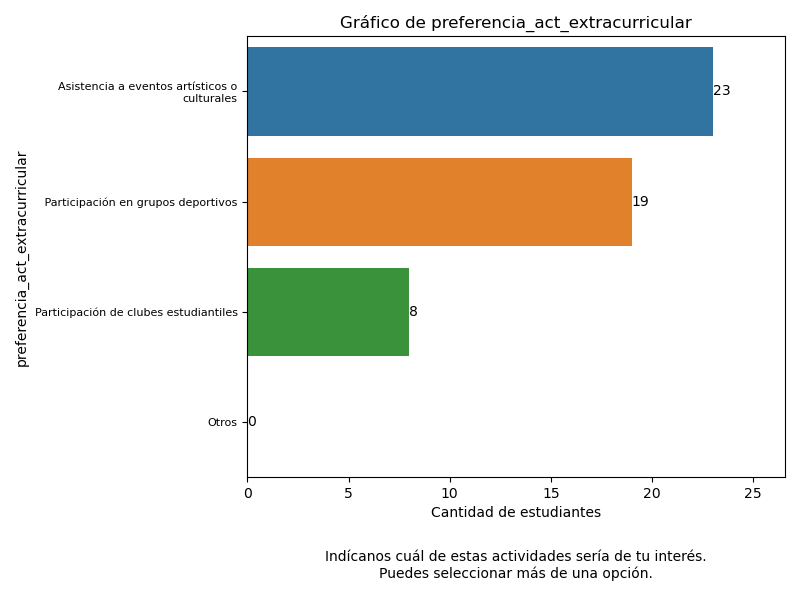 Gráfico de preferencia_act_extracurricular
preferencia_act_extracurricular
Asistencia a eventos artísticos o
culturales
23
Participación en grupos deportivos
19
Participación de clubes estudiantiles
8
Otros
0
0 5 10 15 20 25
Cantidad de estudiantes
Indícanos cuál de estas actividades sería de tu interés.
Puedes seleccionar más de una opción.